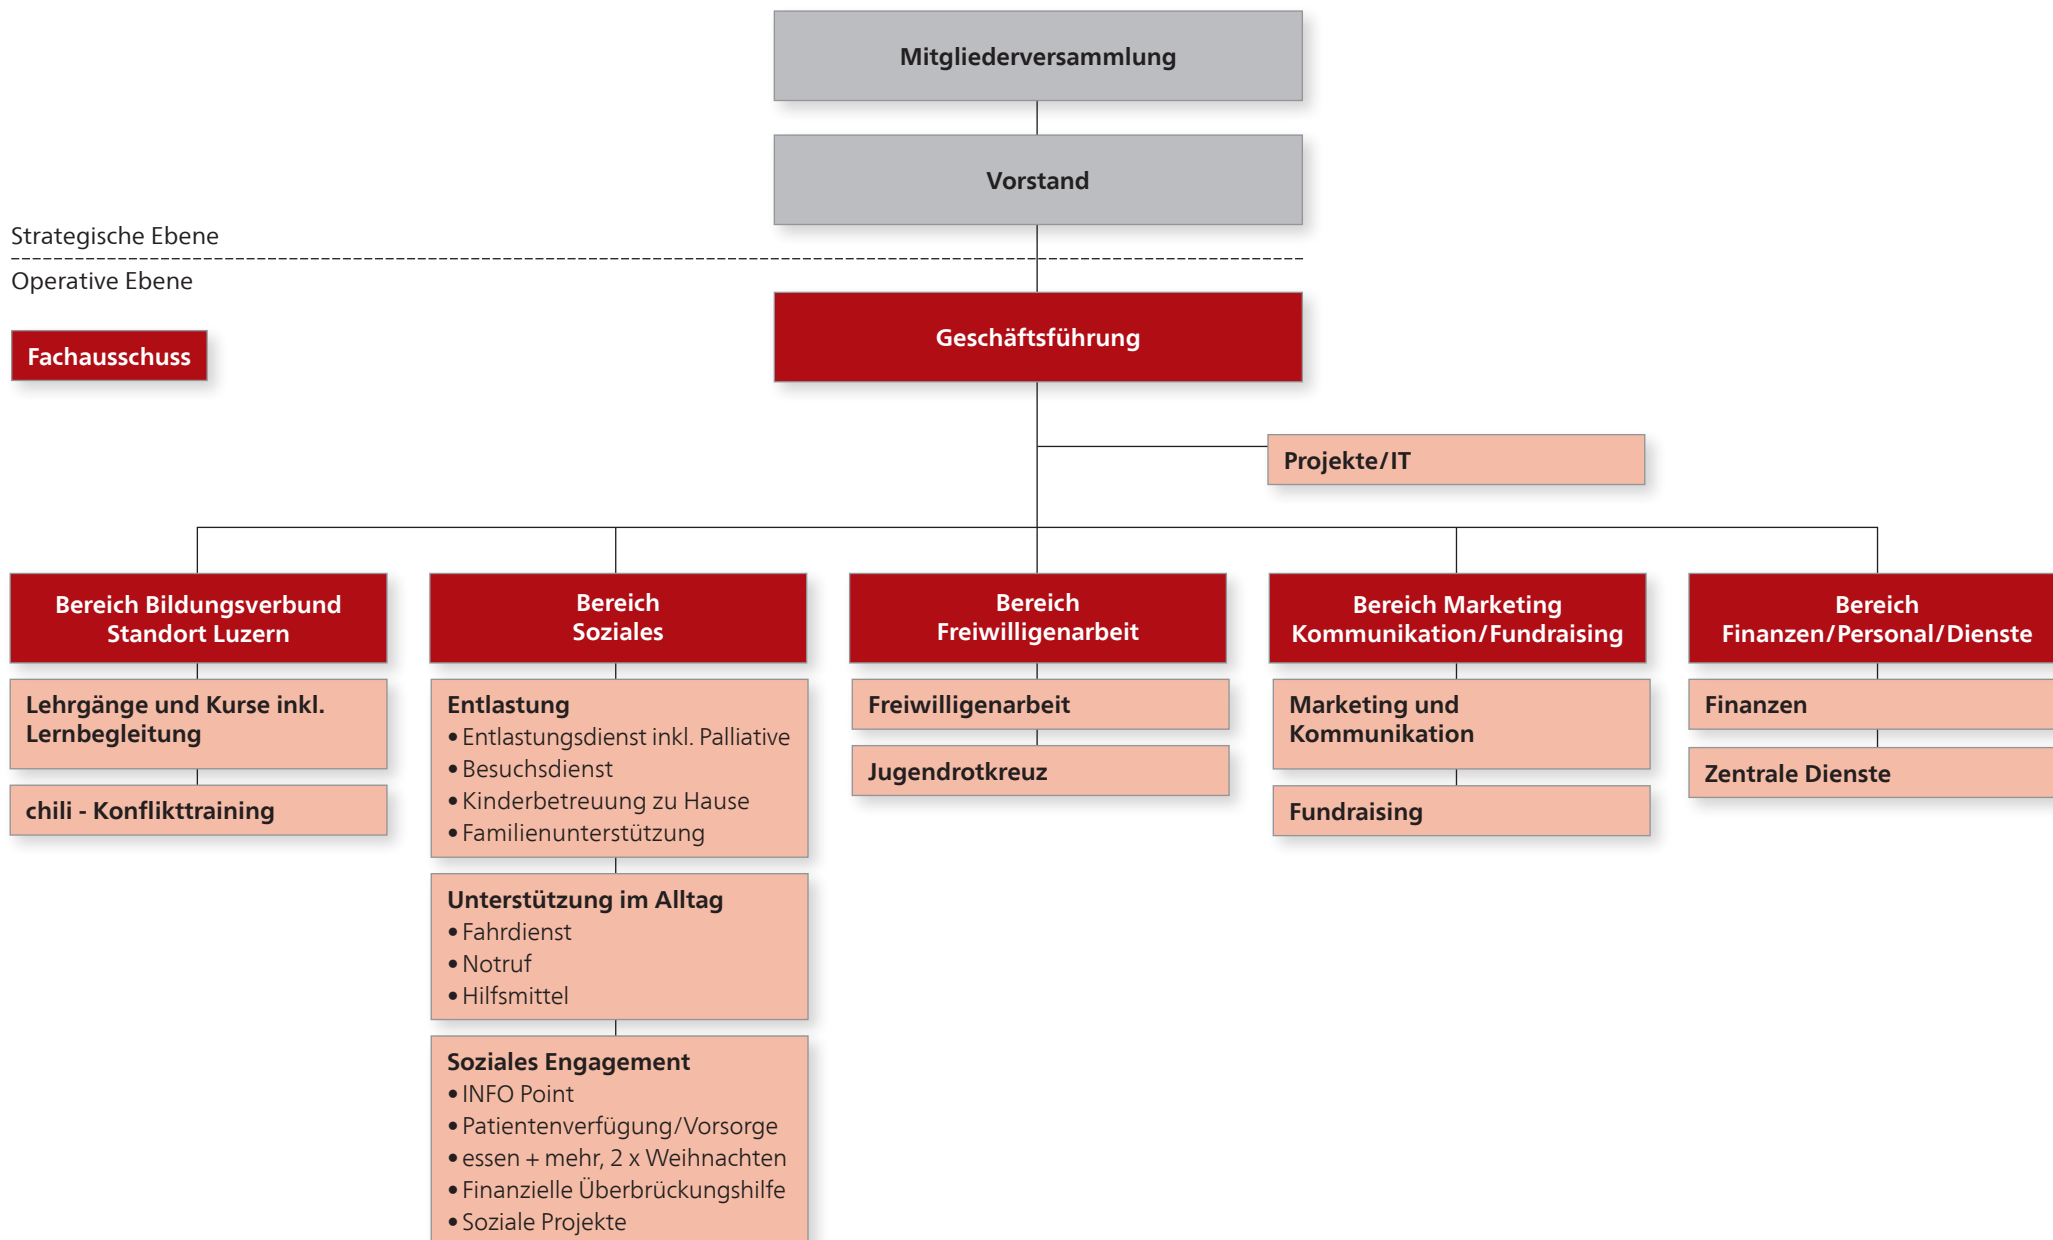 Mitgliederversammlung
Vorstand
Strategische Ebene
Operative Ebene
Geschäftsführung
Fachausschuss
Projekte/IT
Bereich Bildungsverbund
Standort Luzern
Lehrgänge und Kurse inkl.
Lernbegleitung
chili - Konflikttraining
Bereich
Soziales
Entlastung
• Entlastungsdienst inkl. Palliative
• Besuchsdienst
• Kinderbetreuung zu Hause
• Familienunterstützung
Unterstützung im Alltag
• Fahrdienst
• Notruf
• Hilfsmittel
Soziales Engagement
• INFO Point
• Patientenverfügung/Vorsorge
• essen + mehr, 2 x Weihnachten
• Finanzielle Überbrückungshilfe
• Soziale Projekte
Bereich
Freiwilligenarbeit
Freiwilligenarbeit
Jugendrotkreuz
Bereich Marketing
Kommunikation/Fundraising
Marketing und
Kommunikation
Fundraising
Bereich
Finanzen/Personal/Dienste
Finanzen
Zentrale Dienste